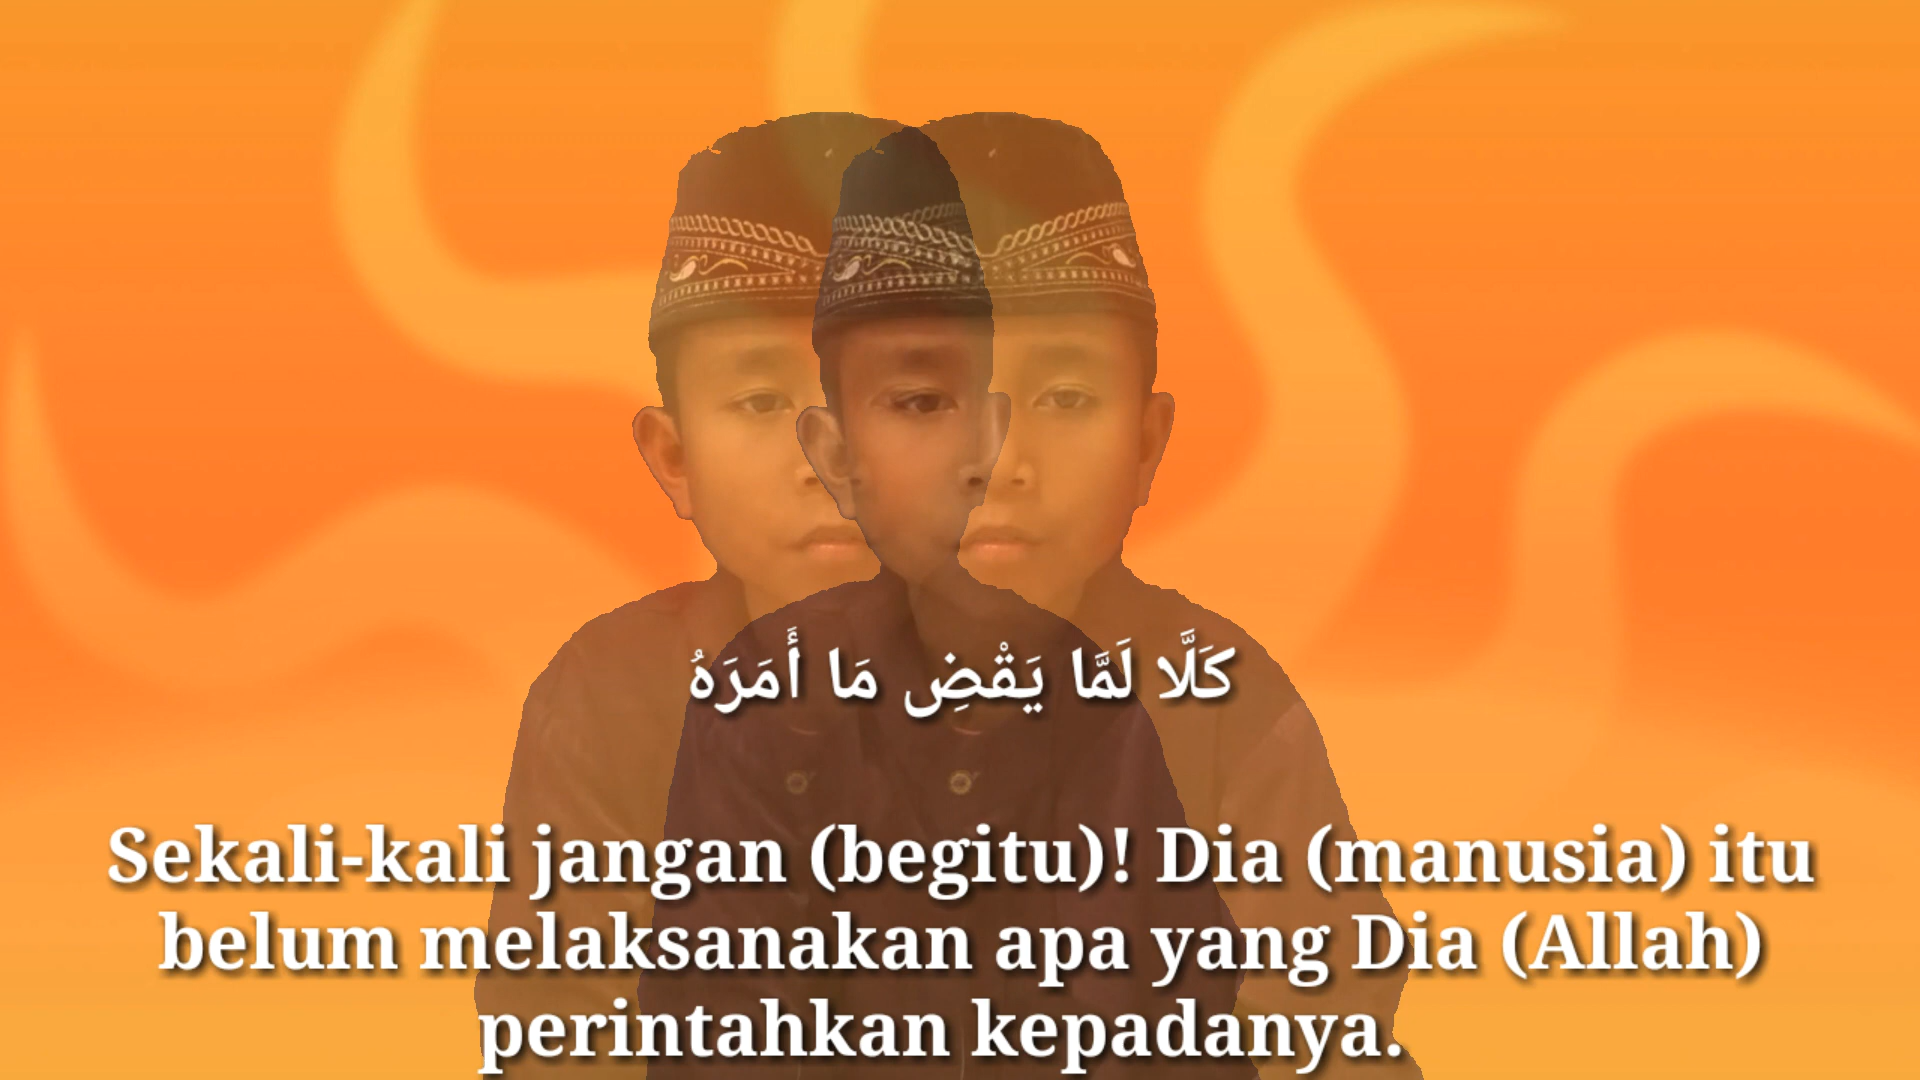 كَلَّا لَمَّا يَقْضِ مَا أَمَرَهُ
Sekali-kali jangan (begitu)! Dia (manusia) itu
belum melaksanakan apa yang Dia (Allah)
perintahkan kepadanya.